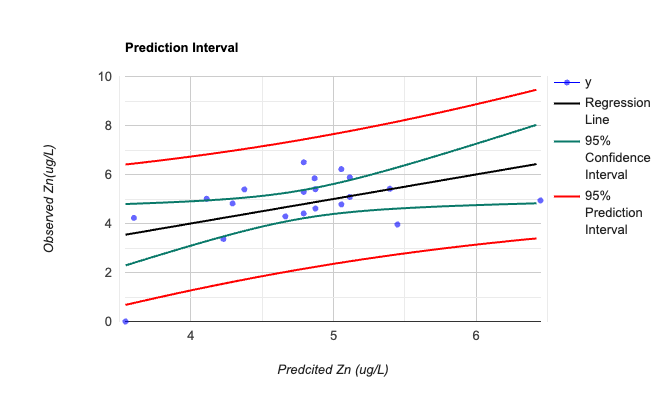 Prediction Interval
10
8
6
4
2
0
4
5
6
Observed Zn(ug/L)
Predcited Zn (ug/L)
y
Regression
Line
95%
Confidence
Interval
95%
Prediction
Interval